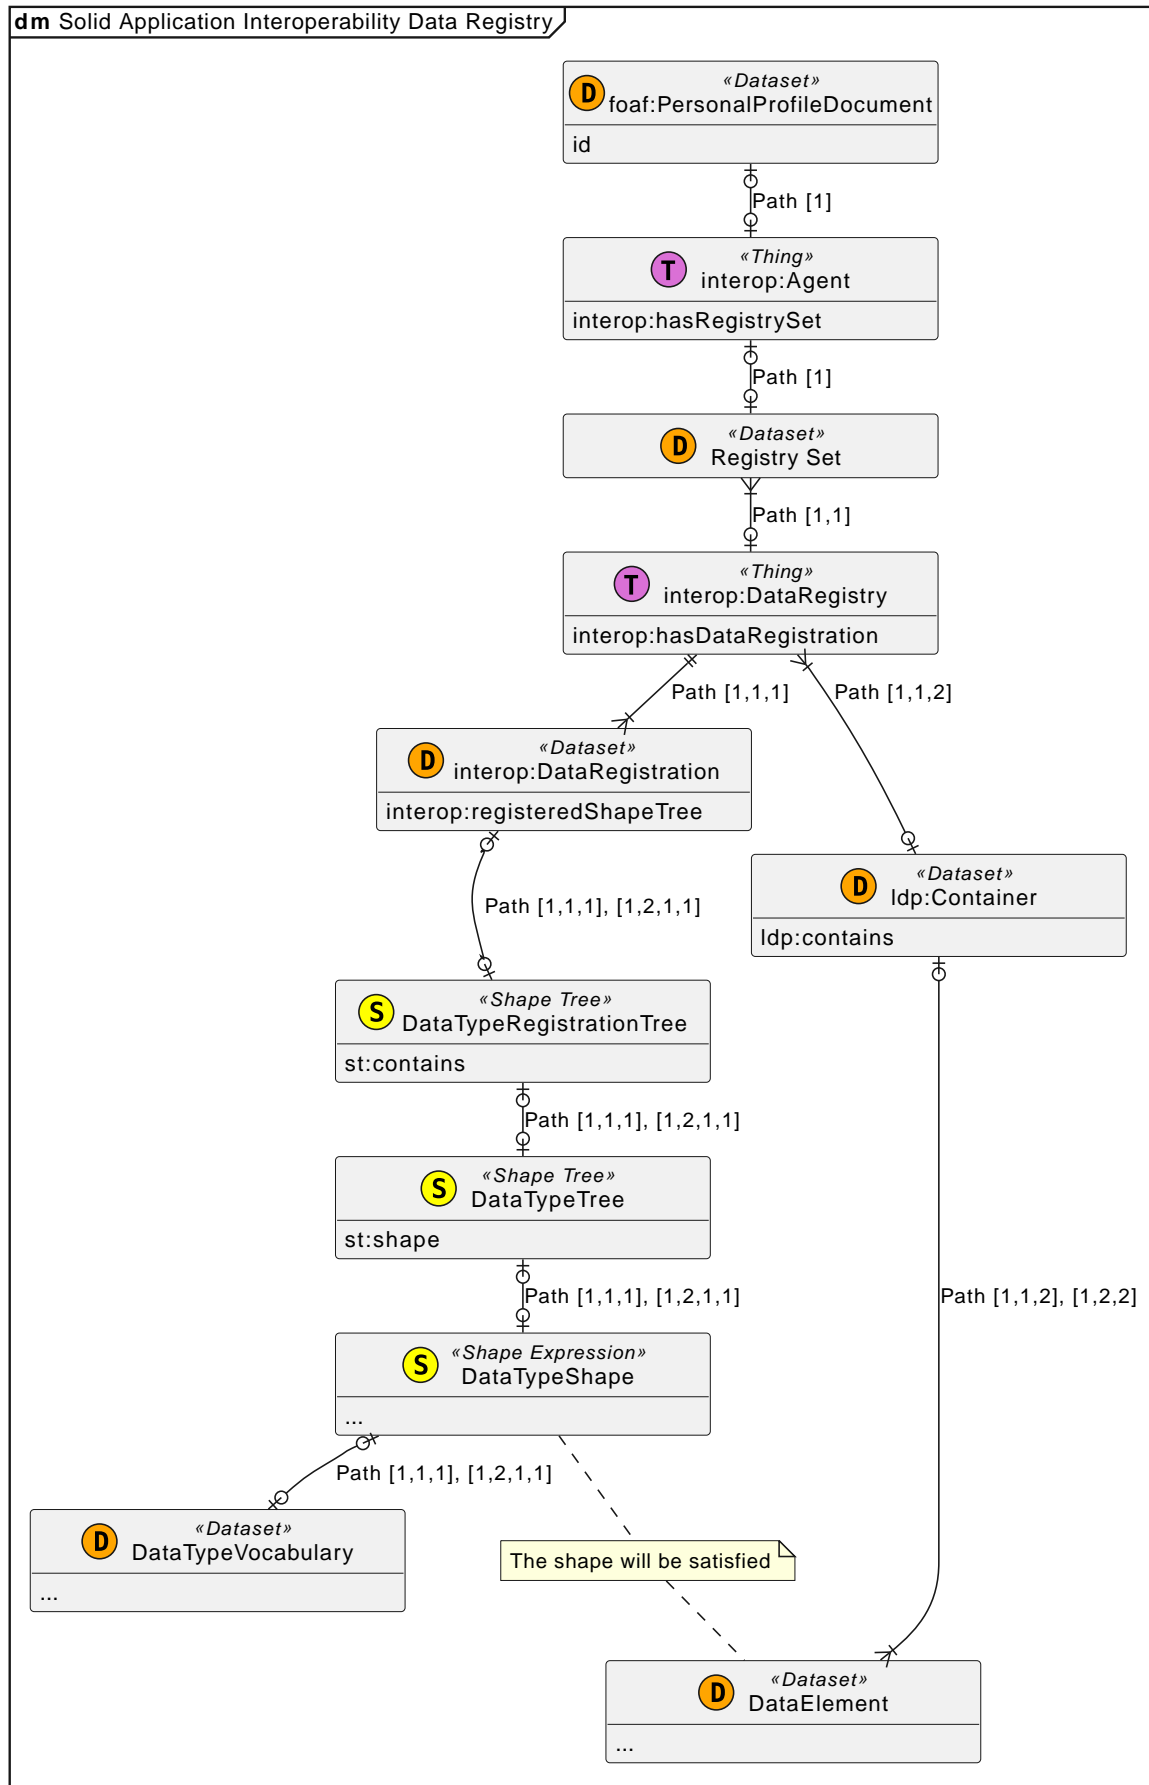 dm Solid Application Interoperability Data Registry
«Dataset»
D foaf:PersonalProfileDocument
id
Path [1]
«Thing»
T interop:Agent
interop:hasRegistrySet
Path [1]
«Dataset»
D Registry Set
Path [1,1]
«Thing»
T interop:DataRegistry
interop:hasDataRegistration
Path [1,1,1]
Path [1,1,2]
«Dataset»
D interop:DataRegistration
interop:registeredShapeTree
«Dataset»
D ldp:Container
ldp:contains
Path [1,1,1], [1,2,1,1]
«Shape Tree»
S DataTypeRegistrationTree
st:contains
Path [1,1,1], [1,2,1,1]
«Shape Tree»
S DataTypeTree
st:shape
Path [1,1,1], [1,2,1,1]
Path [1,1,2], [1,2,2]
«Shape Expression»
S DataTypeShape
...
Path [1,1,1], [1,2,1,1]
«Dataset»
D DataTypeVocabulary
...
The shape will be satisfied
«Dataset»
D DataElement
...